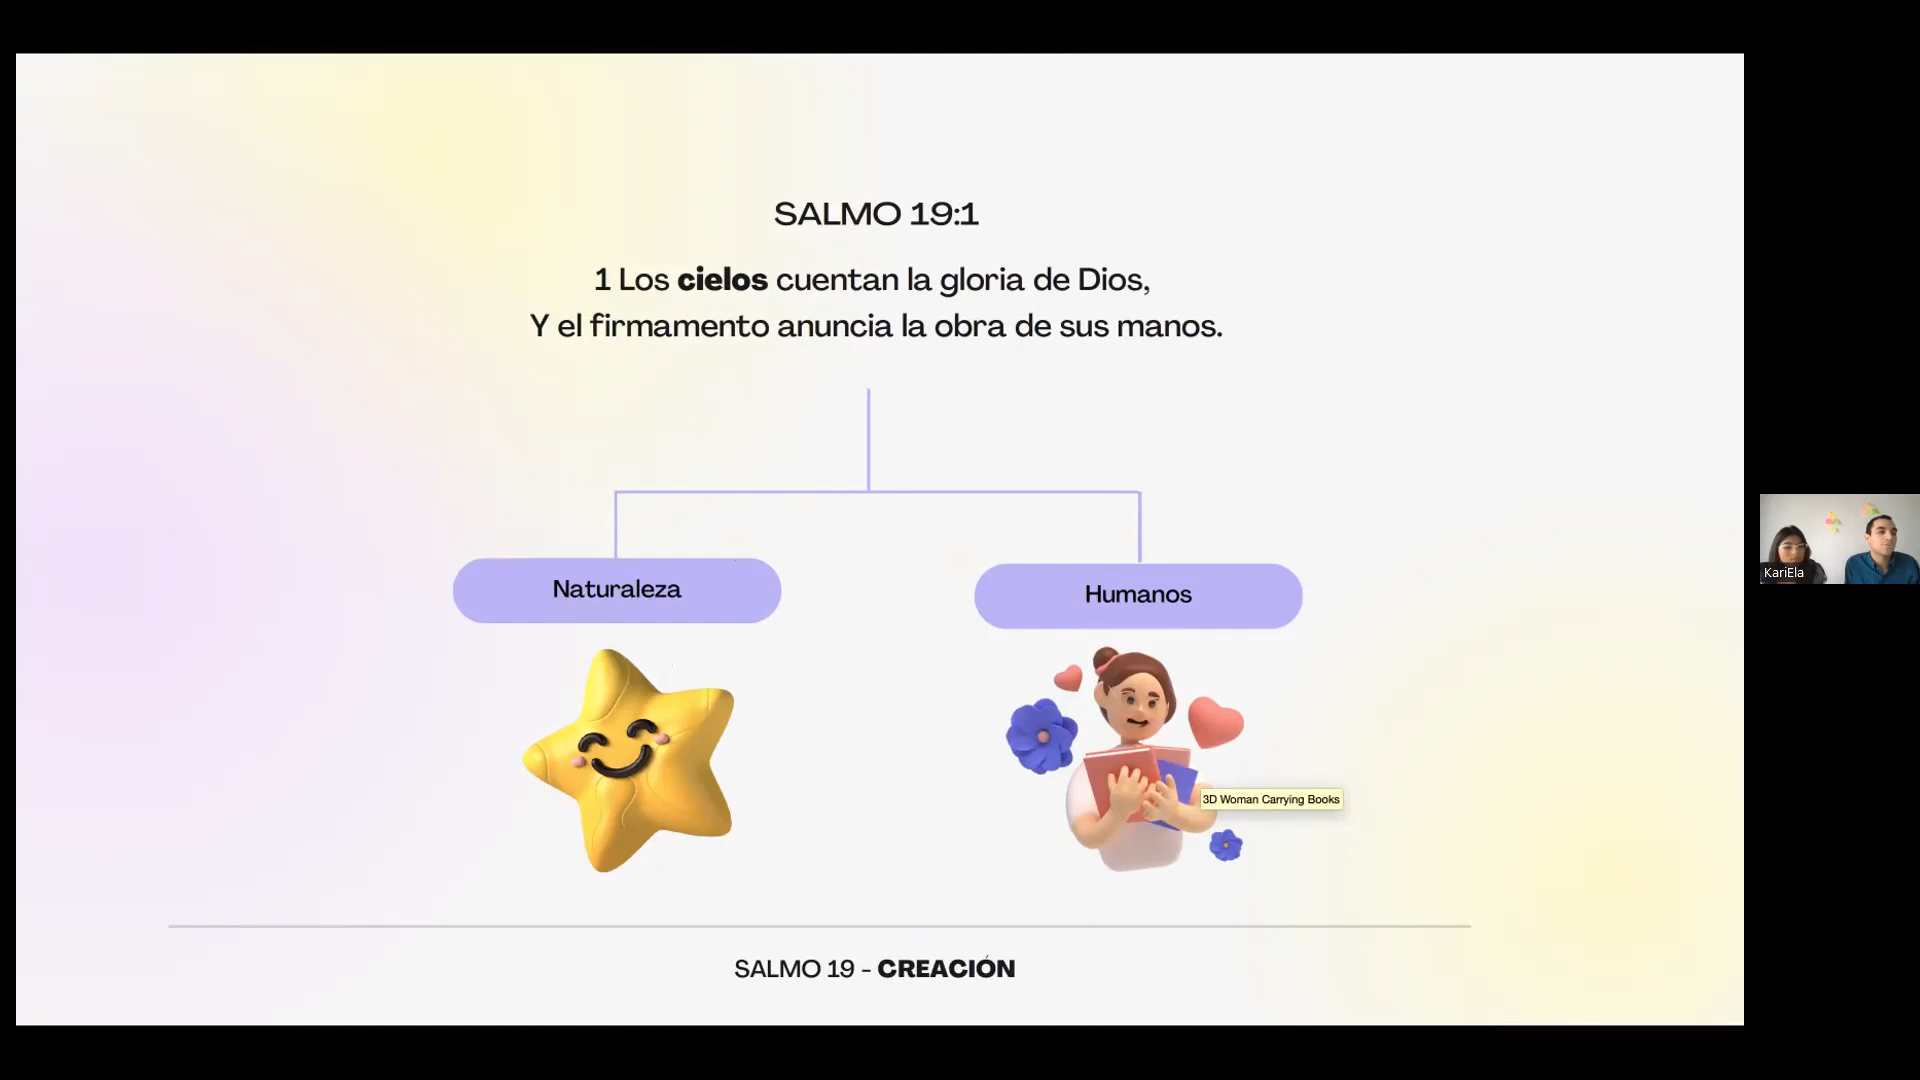 SALMO 19:1
1 Los cielos cuentan la gloria de Dios,
Y el firmamento anuncia la obra de sus manos.
Naturaleza
Humanos
3D Woman Carrying Books
SALMO 19 - CREACIÓN
KariEla